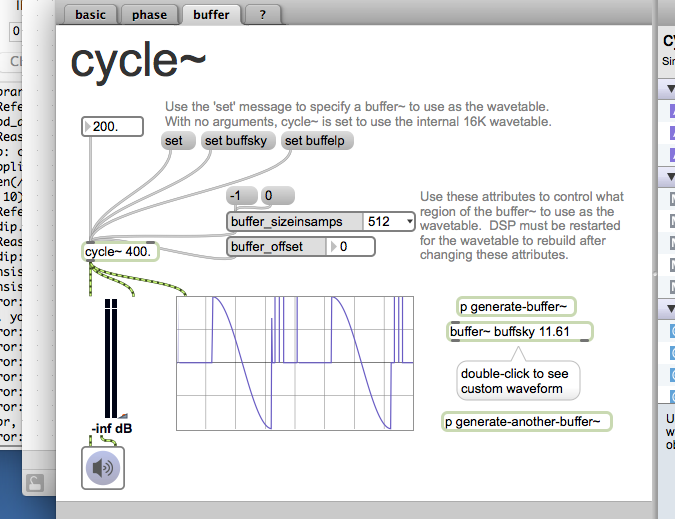 basic
phase
buffer
?
cycle~
Use the 'set' message to specify a buffer~ to use as the wavetable.
With no arguments, cycle~ is set to use the internal 16K wavetable.
200.
set
set buffsky
set buffelp
-1
0
buffer_sizeinsamps
512
Use these attributes to control what
region of the buffer~ to use as the
wavetable.  DSP must be restarted
for the wavetable to rebuild after
changing these attributes.
buffer_offset
0
cycle~ 400.
p generate-buffer~
buffer~ buffsky 11.61
double-click to see
custom waveform
p generate-another-buffer~
-inf dB